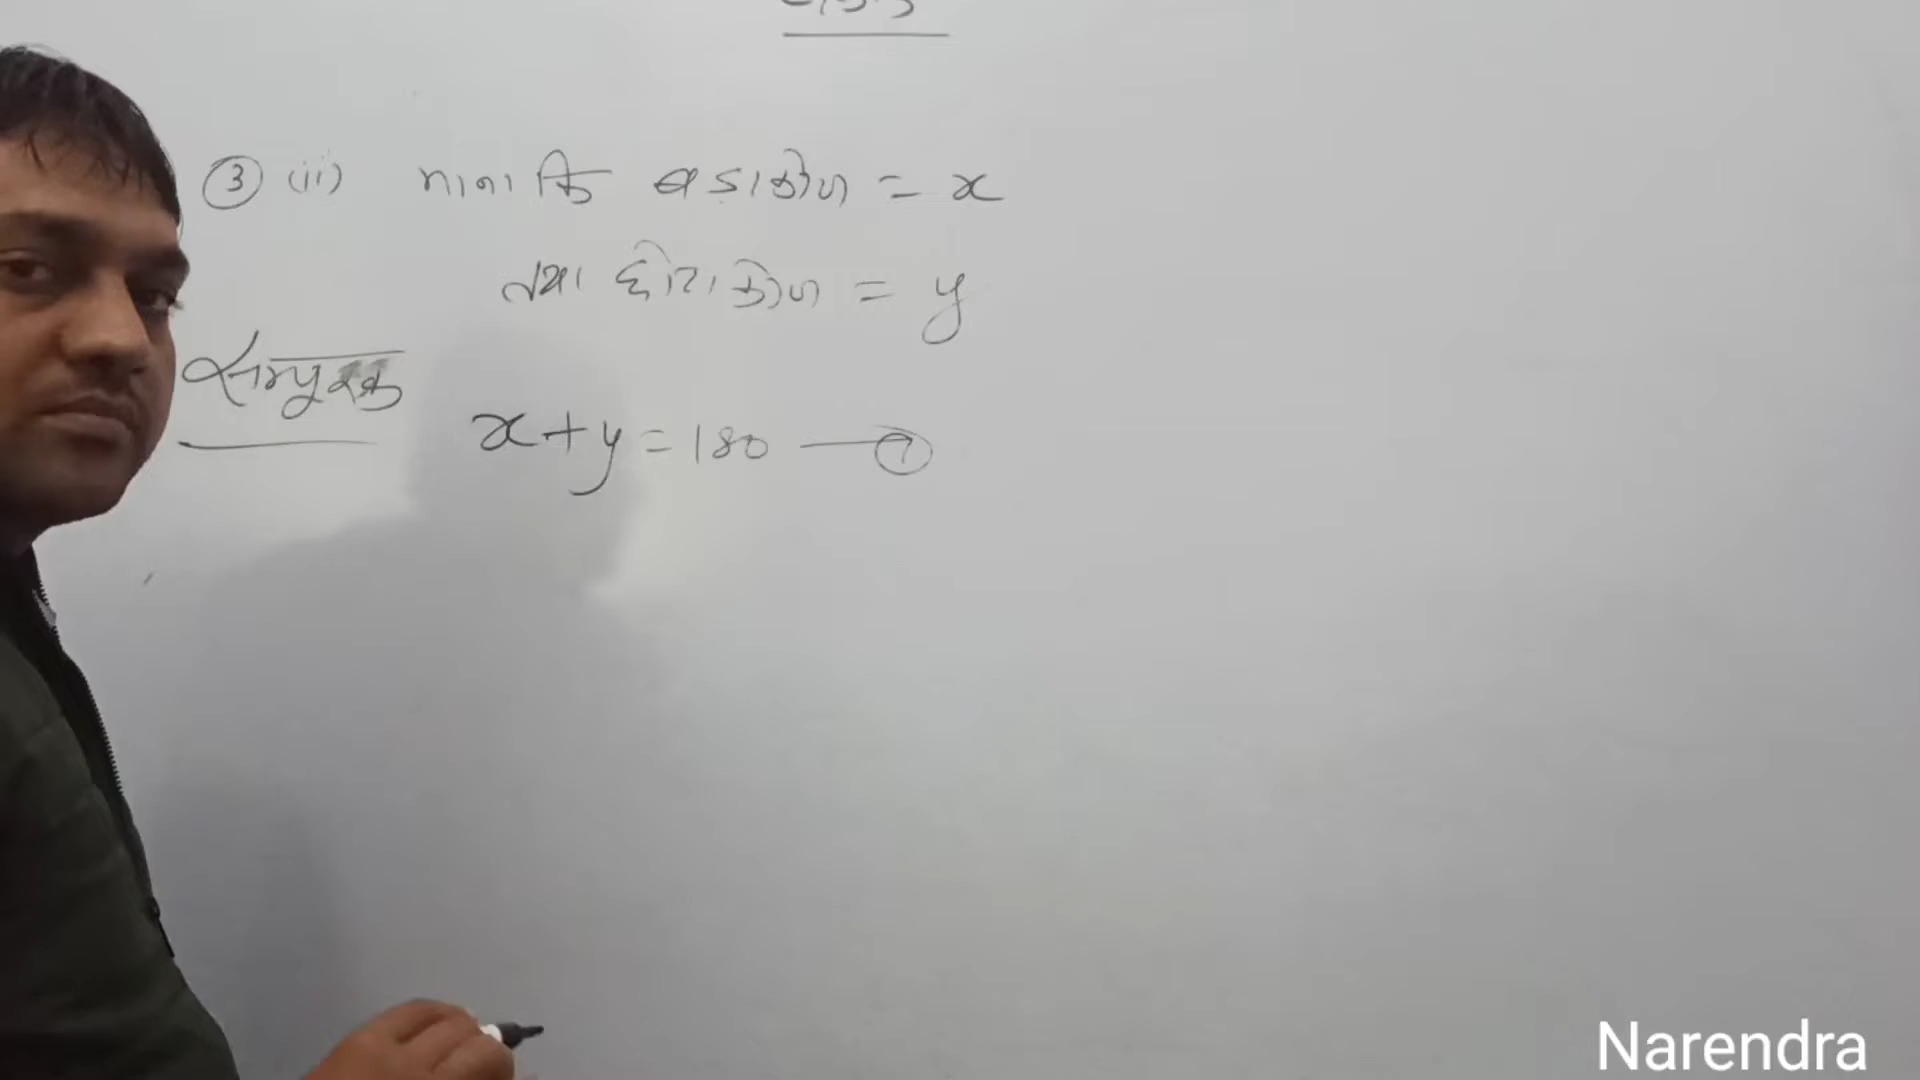 ③ (ii) माना कि बड़ा कोण = x
तथा छोटा कोण = y
सम्पूरक
x+y=180 — ①
Narendra